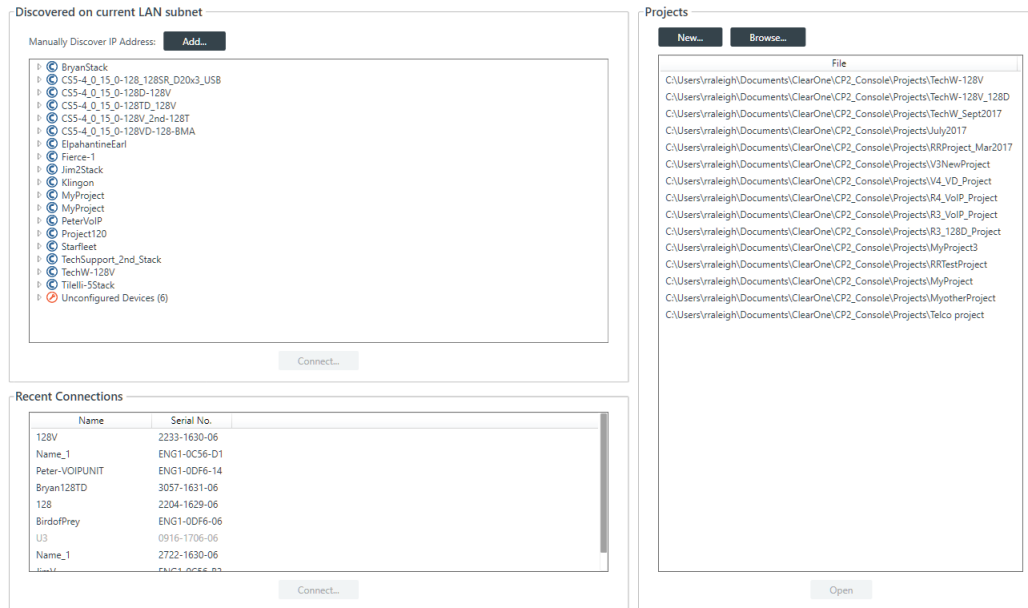 Discovered on current LAN subnet
Manually Discover IP Address: Add...
BryanStack
CS5-4_0_15_0-128_128SR_D20x3_USB
CS5-4_0_15_0-128D-128V
CS5-4_0_15_0-128TD_128V
CS5-4_0_15_0-128V_2nd-128T
CS5-4_0_15_0-128VD-128-BMA
ElpahantineEarl
Fierce-1
Jim2Stack
Klingon
MyProject
MyProject
PeterVoIP
Project120
Starfleet
TechSupport_2nd_Stack
TechW-128V
Tilelli-5Stack
Unconfigured Devices (6)
Connect...
Recent Connections
Name Serial No.
128V 2233-1630-06
Name_1 ENG1-0C56-D1
Peter-VOIPUNIT ENG1-0DF6-14
Bryan128TD 3057-1631-06
128 2204-1629-06
BirdofPrey ENG1-0DF6-06
U3 0916-1706-06
Name_1 2722-1630-06
Connect...
Projects
New... Browse...
File
C:\Users\rraleigh\Documents\ClearOne\CP2_Console\Projects\TechW-128V
C:\Users\rraleigh\Documents\ClearOne\CP2_Console\Projects\TechW-128V_128D
C:\Users\rraleigh\Documents\ClearOne\CP2_Console\Projects\TechW_Sept2017
C:\Users\rraleigh\Documents\ClearOne\CP2_Console\Projects\July2017
C:\Users\rraleigh\Documents\ClearOne\CP2_Console\Projects\RRProject_Mar2017
C:\Users\rraleigh\Documents\ClearOne\CP2_Console\Projects\V3NewProject
C:\Users\rraleigh\Documents\ClearOne\CP2_Console\Projects\V4_VD_Project
C:\Users\rraleigh\Documents\ClearOne\CP2_Console\Projects\R4_VoIP_Project
C:\Users\rraleigh\Documents\ClearOne\CP2_Console\Projects\R3_VoIP_Project
C:\Users\rraleigh\Documents\ClearOne\CP2_Console\Projects\R3_128D_Project
C:\Users\rraleigh\Documents\ClearOne\CP2_Console\Projects\MyProject3
C:\Users\rraleigh\Documents\ClearOne\CP2_Console\Projects\RRTestProject
C:\Users\rraleigh\Documents\ClearOne\CP2_Console\Projects\MyProject
C:\Users\rraleigh\Documents\ClearOne\CP2_Console\Projects\MyotherProject
C:\Users\rraleigh\Documents\ClearOne\CP2_Console\Projects\Telco project
Open